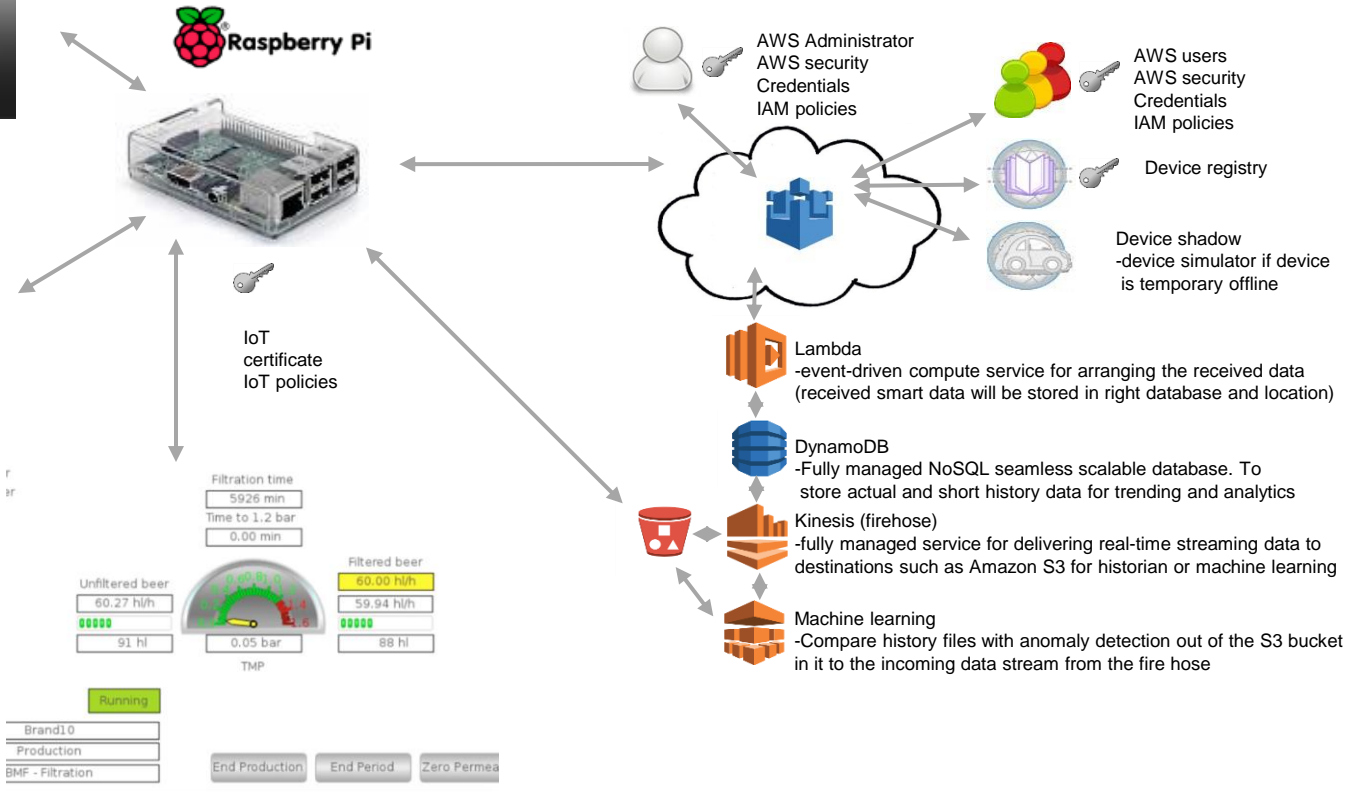 Raspberry Pi
AWS Administrator
AWS security
Credentials
IAM policies
AWS users
AWS security
Credentials
IAM policies
Device registry
Device shadow
-device simulator if device
is temporary offline
IoT
certificate
IoT policies
Lambda
-event-driven compute service for arranging the received data
(received smart data will be stored in right database and location)
DynamoDB
-Fully managed NoSQL seamless scalable database. To
store actual and short history data for trending and analytics
Kinesis (firehose)
-fully managed service for delivering real-time streaming data to
destinations such as Amazon S3 for historian or machine learning
Machine learning
-Compare history files with anomaly detection out of the S3 bucket
in it to the incoming data stream from the fire hose
Filtration time
5926 min
Time to 1.2 bar
0.00 min
Unfiltered beer
60.27 hl/h
91 hl
0.05 bar
TMP
Filtered beer
60.00 hl/h
59.94 hl/h
88 hl
Running
Brand10
Production
BMF - Filtration
End Production
End Period
Zero Permea